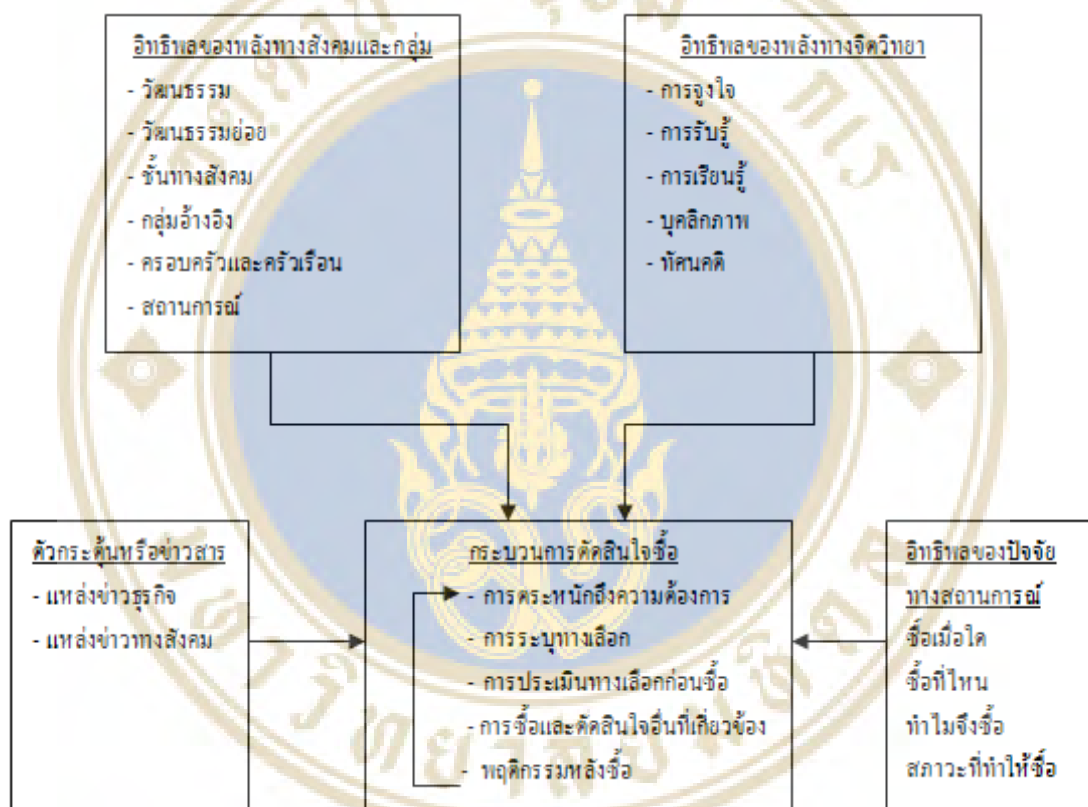 อิทธิพลของพลังทางสังคมและกลุ่ม
- วัฒนธรรม
- วัฒนธรรมย่อย
- ชั้นทางสังคม
- กลุ่มอ้างอิง
- ครอบครัวและครัวเรือน
- สถานการณ์
อิทธิพลของพลังทางจิตวิทยา
- การจูงใจ
- การรับรู้
- การเรียนรู้
- บุคลิกภาพ
- ทัศนคติ
ตัวกระตุ้นหรือข่าวสาร
- แหล่งข่าวธุรกิจ
- แหล่งข่าวทางสังคม
กระบวนการตัดสินใจซื้อ
- การตระหนักถึงความต้องการ
- การระบุทางเลือก
- การประเมินทางเลือกก่อนซื้อ
- การซื้อและตัดสินใจอื่นที่เกี่ยวข้อง
- พฤติกรรมหลังซื้อ
อิทธิพลของปัจจัย
ทางสถานการณ์
ซื้อเมื่อใด
ซื้อที่ไหน
ทำไมจึงซื้อ
สภาวะที่ทำให้ซื้อ